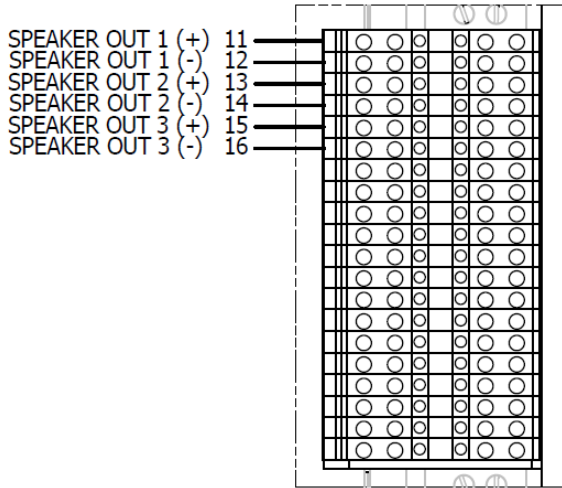 SPEAKER OUT 1 (+) 11
SPEAKER OUT 1 (-) 12
SPEAKER OUT 2 (+) 13
SPEAKER OUT 2 (-) 14
SPEAKER OUT 3 (+) 15
SPEAKER OUT 3 (-) 16